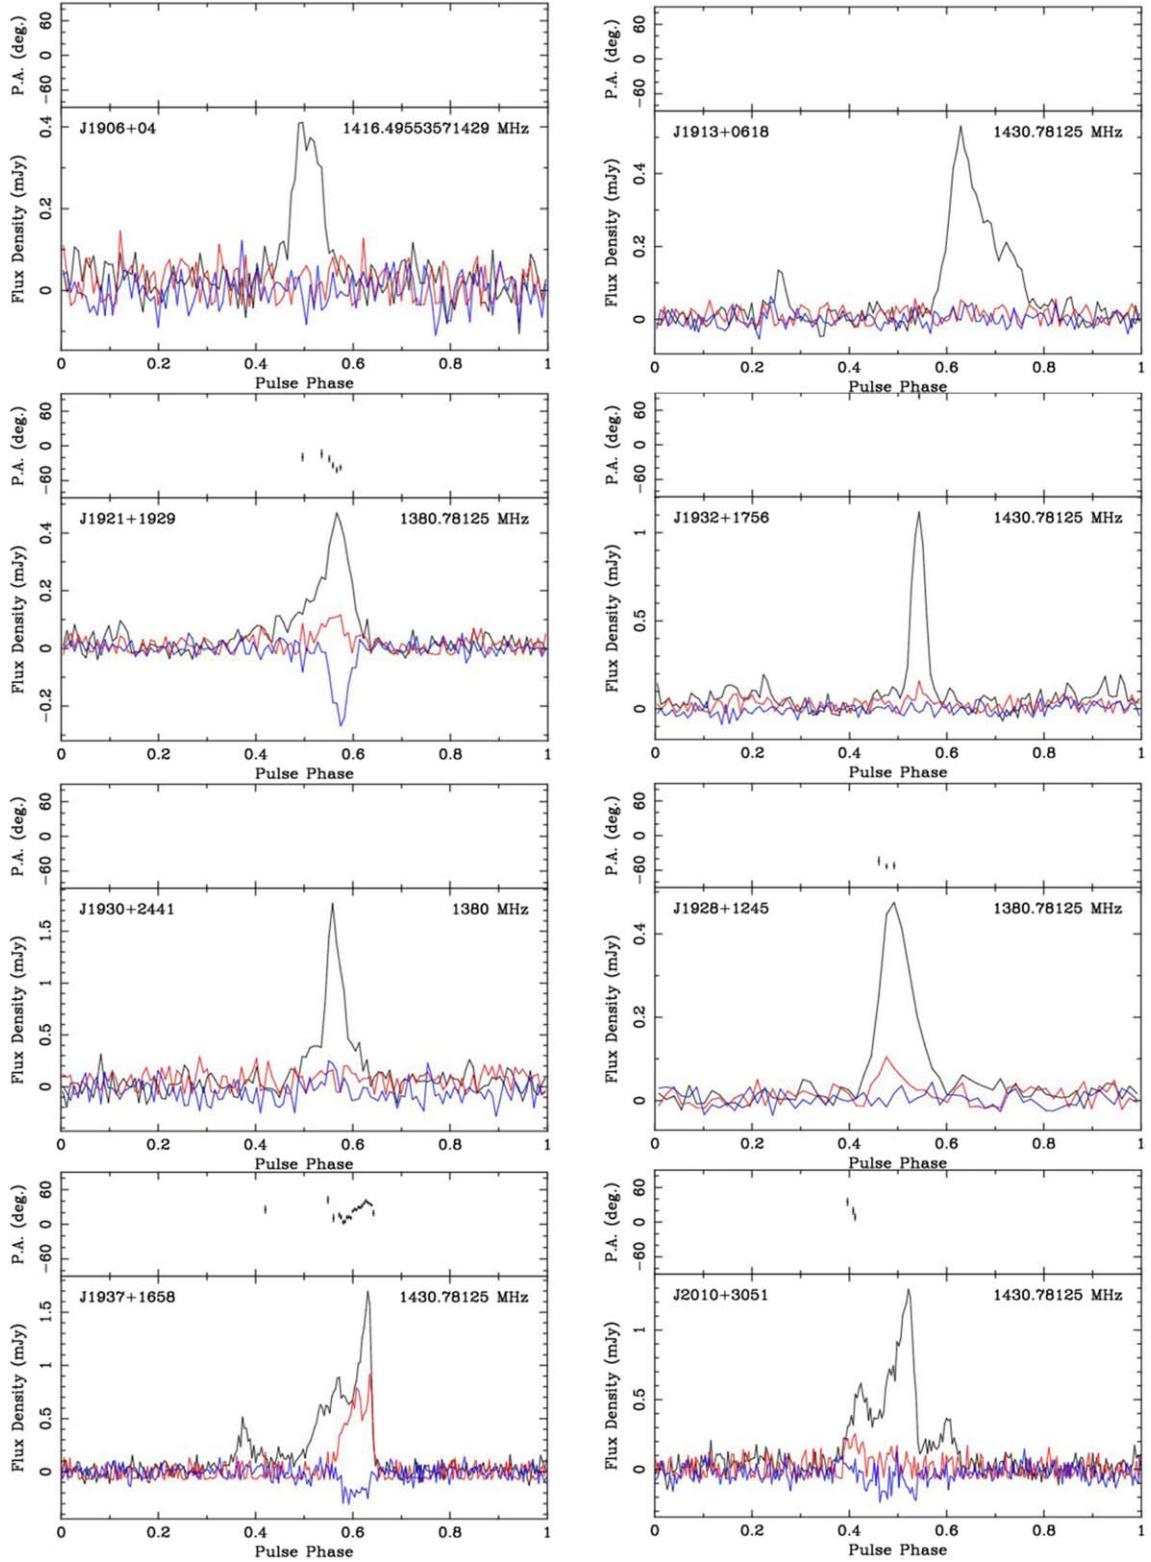 P.A. (deg.)
60
0
−60
J1906+04 1416.49553571429 MHz
Flux Density (mJy)
0.4
0.2
0
0 0.2 0.4 0.6 0.8 1
Pulse Phase
P.A. (deg.)
60
0
−60
J1913+0618 1430.78125 MHz
Flux Density (mJy)
0.4
0.2
0
0 0.2 0.4 0.6 0.8 1
Pulse Phase
P.A. (deg.)
60
0
−60
J1921+1929 1380.78125 MHz
Flux Density (mJy)
0.4
0.2
0
−0.2
0 0.2 0.4 0.6 0.8 1
Pulse Phase
P.A. (deg.)
60
0
−60
J1932+1756 1430.78125 MHz
Flux Density (mJy)
1
0.5
0
0 0.2 0.4 0.6 0.8 1
Pulse Phase
P.A. (deg.)
60
0
−60
J1930+2441 1380 MHz
Flux Density (mJy)
1.5
1
0.5
0
0 0.2 0.4 0.6 0.8 1
Pulse Phase
P.A. (deg.)
60
0
−60
J1928+1245 1380.78125 MHz
Flux Density (mJy)
0.4
0.2
0
0 0.2 0.4 0.6 0.8 1
Pulse Phase
P.A. (deg.)
60
0
−60
J1937+1658 1430.78125 MHz
Flux Density (mJy)
1.5
1
0.5
0
0 0.2 0.4 0.6 0.8 1
Pulse Phase
P.A. (deg.)
60
0
−60
J2010+3051 1430.78125 MHz
Flux Density (mJy)
1
0.5
0
0 0.2 0.4 0.6 0.8 1
Pulse Phase